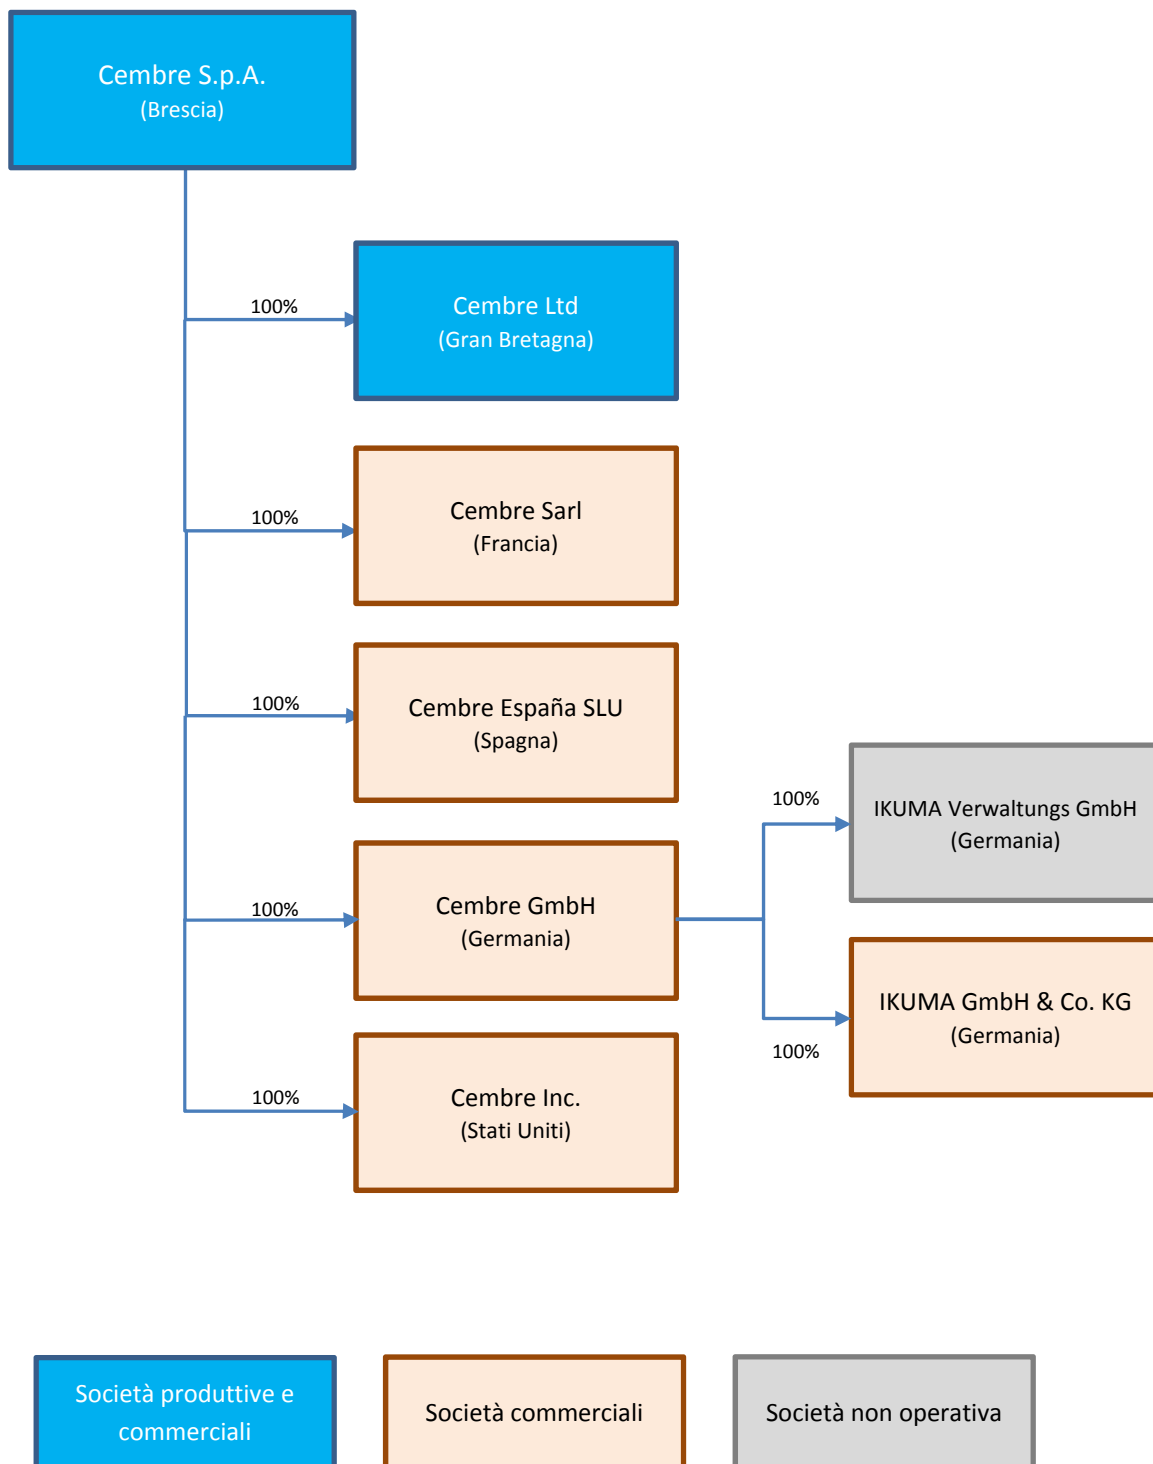 Cembre S.p.A.
(Brescia)
100%
Cembre Ltd
(Gran Bretagna)
100%
Cembre Sarl
(Francia)
100%
Cembre España SLU
(Spagna)
100%
IKUMA Verwaltungs GmbH
(Germania)
100%
Cembre GmbH
(Germania)
IKUMA GmbH & Co. KG
(Germania)
100%
100%
Cembre Inc.
(Stati Uniti)
Società produttive e
commerciali
Società commerciali
Società non operativa